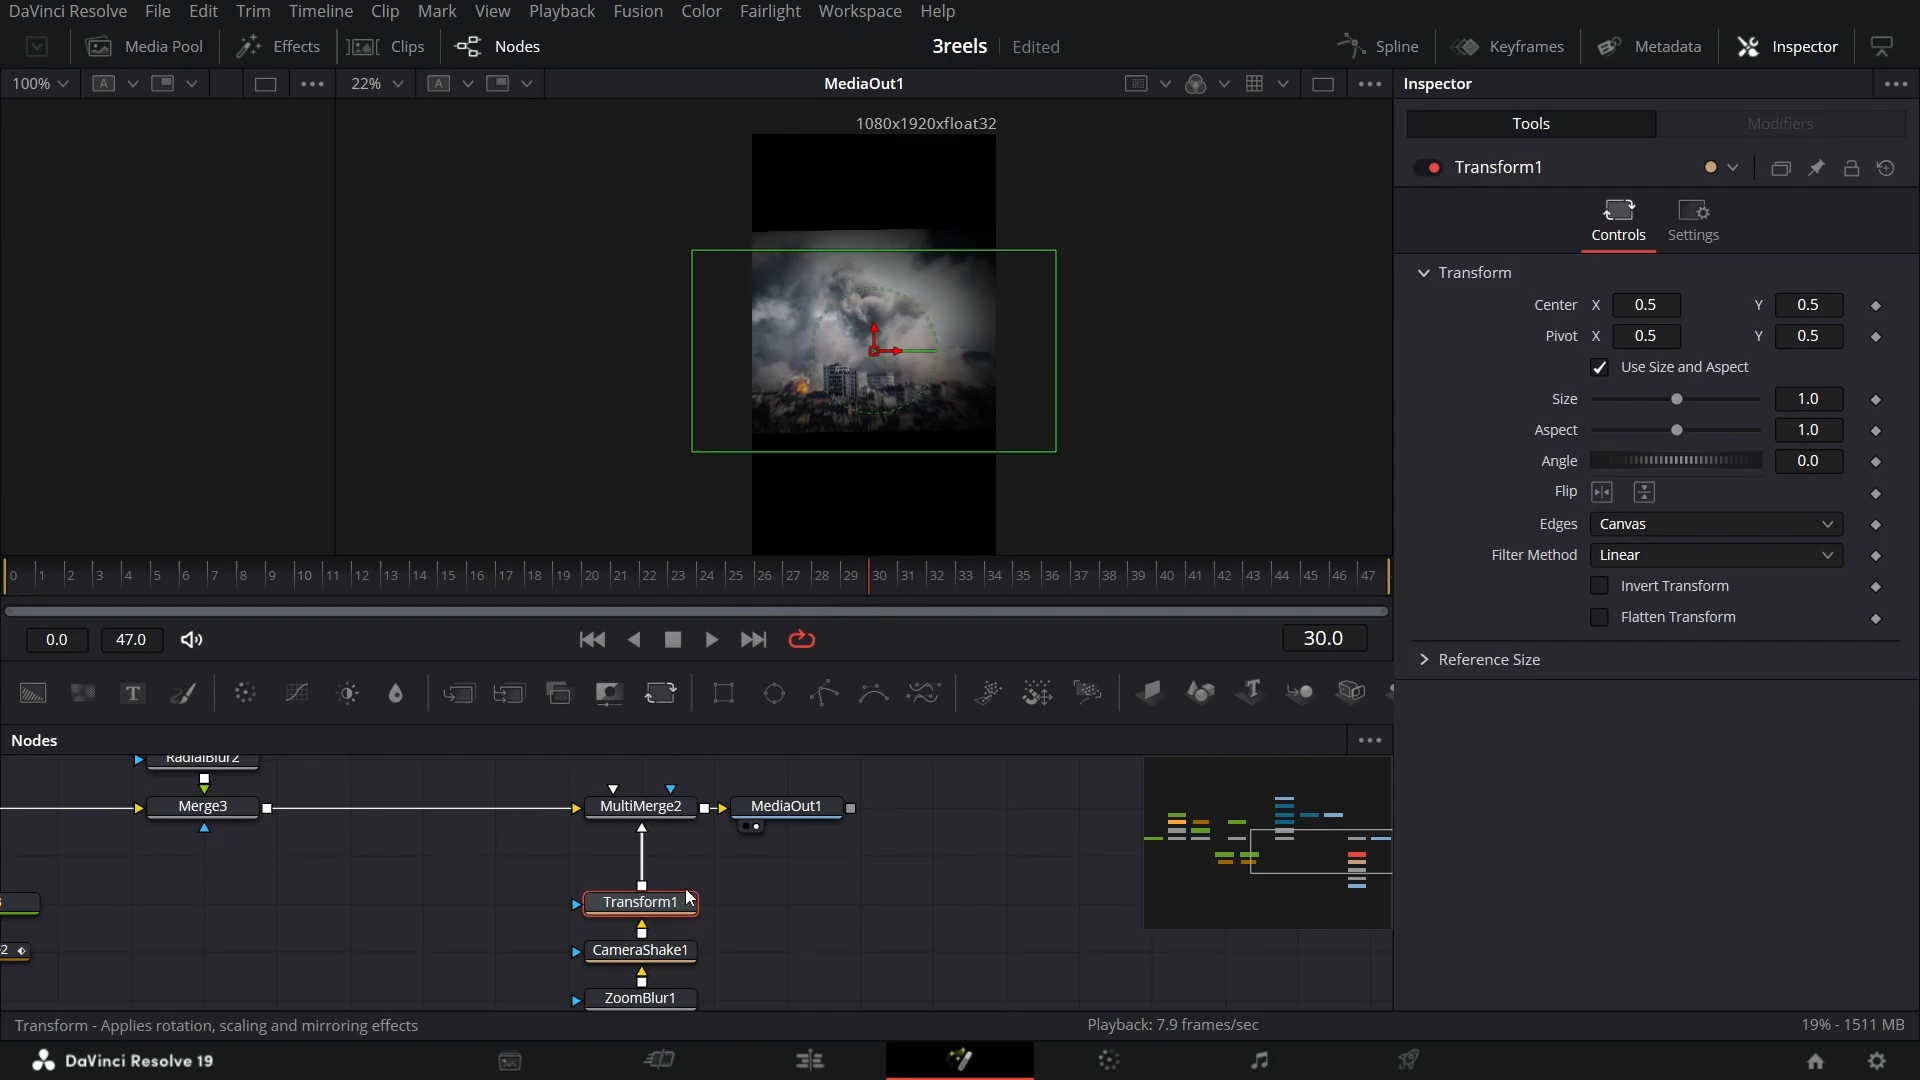 DaVinci Resolve File Edit Trim Timeline Clip Mark View Playback Fusion Color Fairlight Workspace Help
Media Pool Effects Clips Nodes 3reels Edited Spline Keyframes Metadata Inspector
100% A 22% A MediaOut1 Inspector
1080x1920xfloat32
Tools Modifiers
Transform1
Controls Settings
Transform
Center X 0.5 Y 0.5
Pivot X 0.5 Y 0.5
Use Size and Aspect
Size 1.0
Aspect 1.0
Angle 0.0
Flip
Edges Canvas
Filter Method Linear
Invert Transform
Flatten Transform
Reference Size
0 1 2 3 4 5 6 7 8 9 10 11 12 13 14 15 16 17 18 19 20 21 22 23 24 25 26 27 28 29 30 31 32 33 34 35 36 37 38 39 40 41 42 43 44 45 46 47
0.0 47.0 30.0
T T
Nodes
RadialBlur2
Merge3 MultiMerge2 MediaOut1
Transform1
2 CameraShake1
ZoomBlur1
Transform - Applies rotation, scaling and mirroring effects Playback: 7.9 frames/sec 19% - 1511 MB
DaVinci Resolve 19